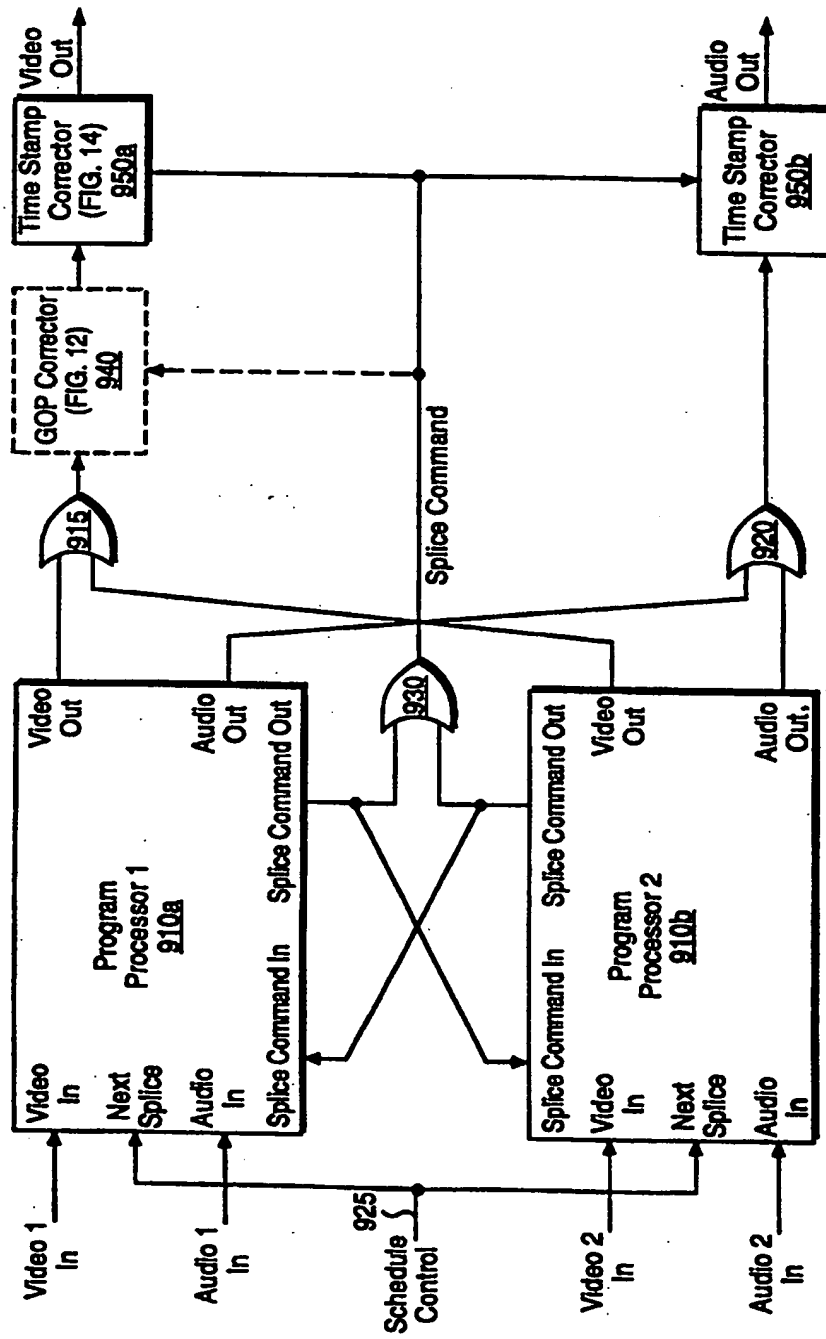 Video 1
In
Audio 1
In
925
Schedule
Control
Video 2
In
Audio 2
In
Video
In
Next
Splice
Audio
In
Splice Command In
Program
Processor 1
910a
Video
Out
Audio
Out
Splice Command Out
Splice Command In
Video
In
Next
Splice
Audio
In
Program
Processor 2
910b
Splice Command Out
Video
Out
Audio
Out.
915
930
920
Splice Command
GOP Corrector
(FIG. 12)
940
Time Stamp
Corrector
(FIG. 14)
950a
Video
Out
Time Stamp
Corrector
950b
Audio
Out